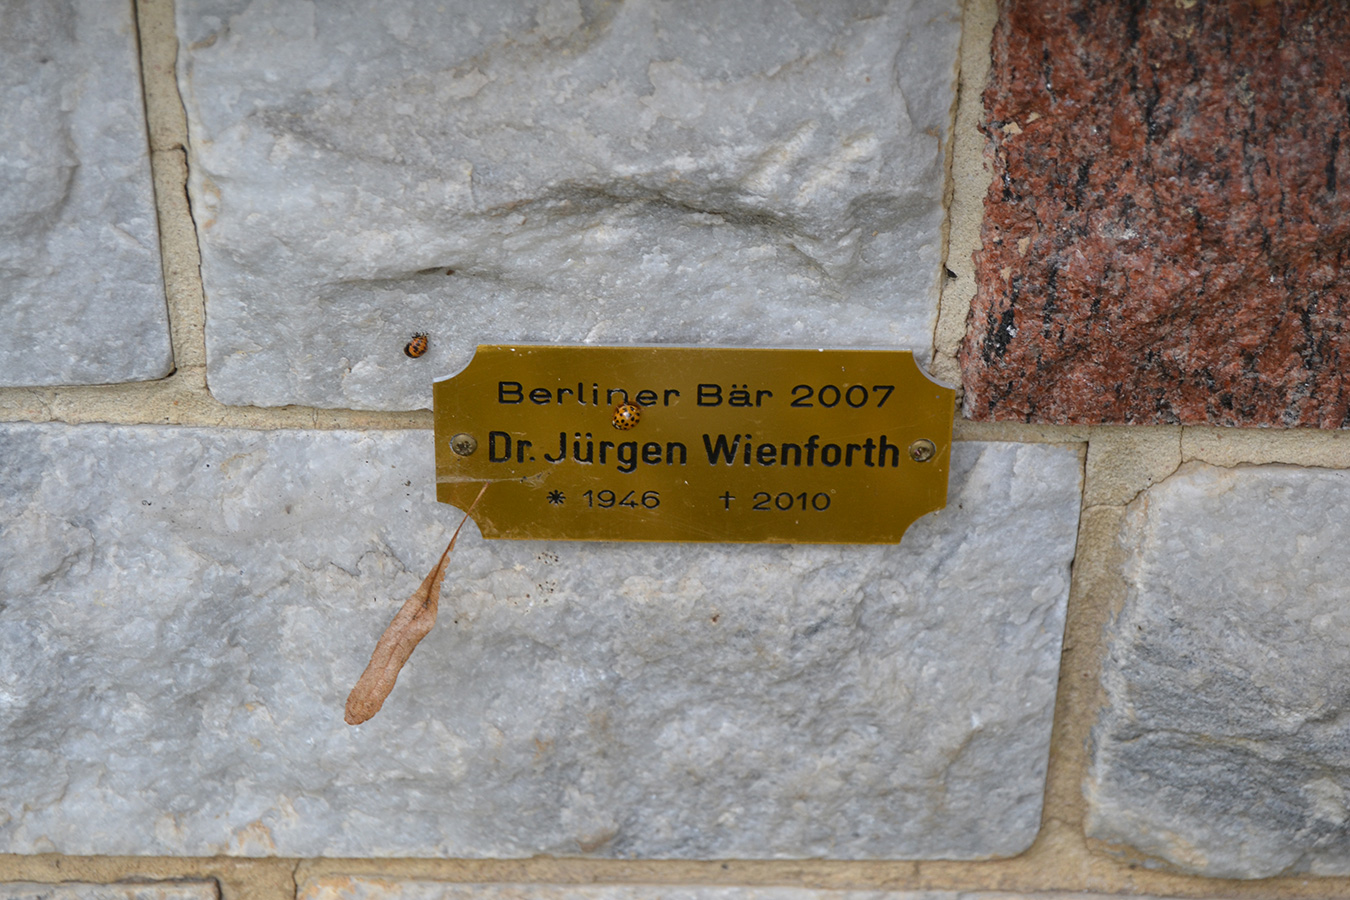 Berliner Bär 2007
Dr. Jürgen Wienforth
* 1946 † 2010